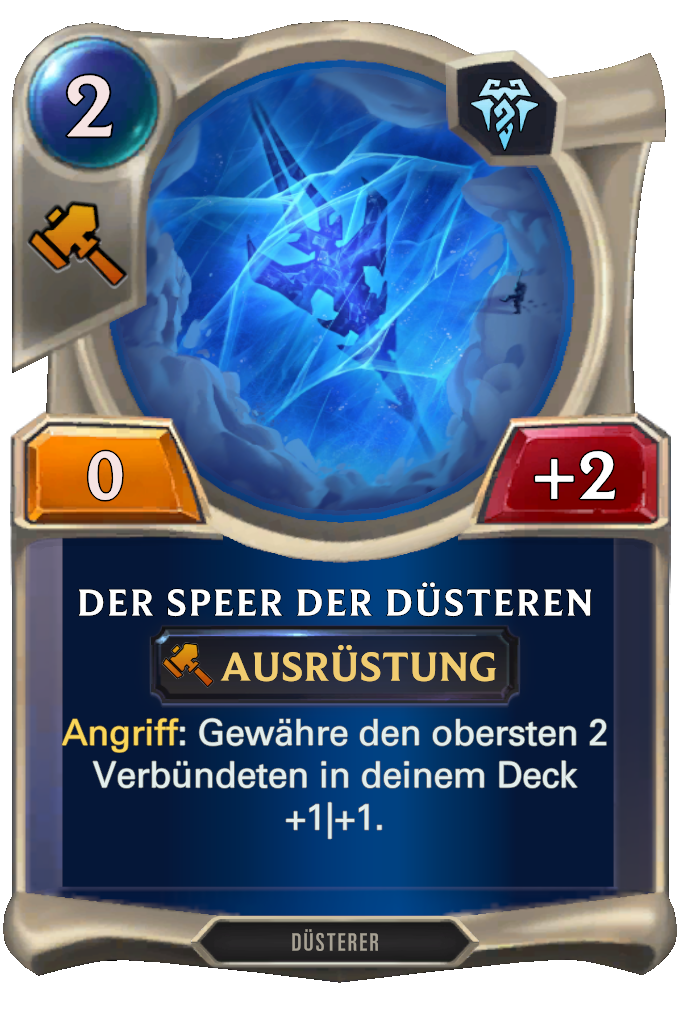 2
0
+2
DER SPEER DER DÜSTEREN
AUSRÜSTUNG
Angriff: Gewähre den obersten 2
Verbündeten in deinem Deck
+1|+1.
DÜSTERER